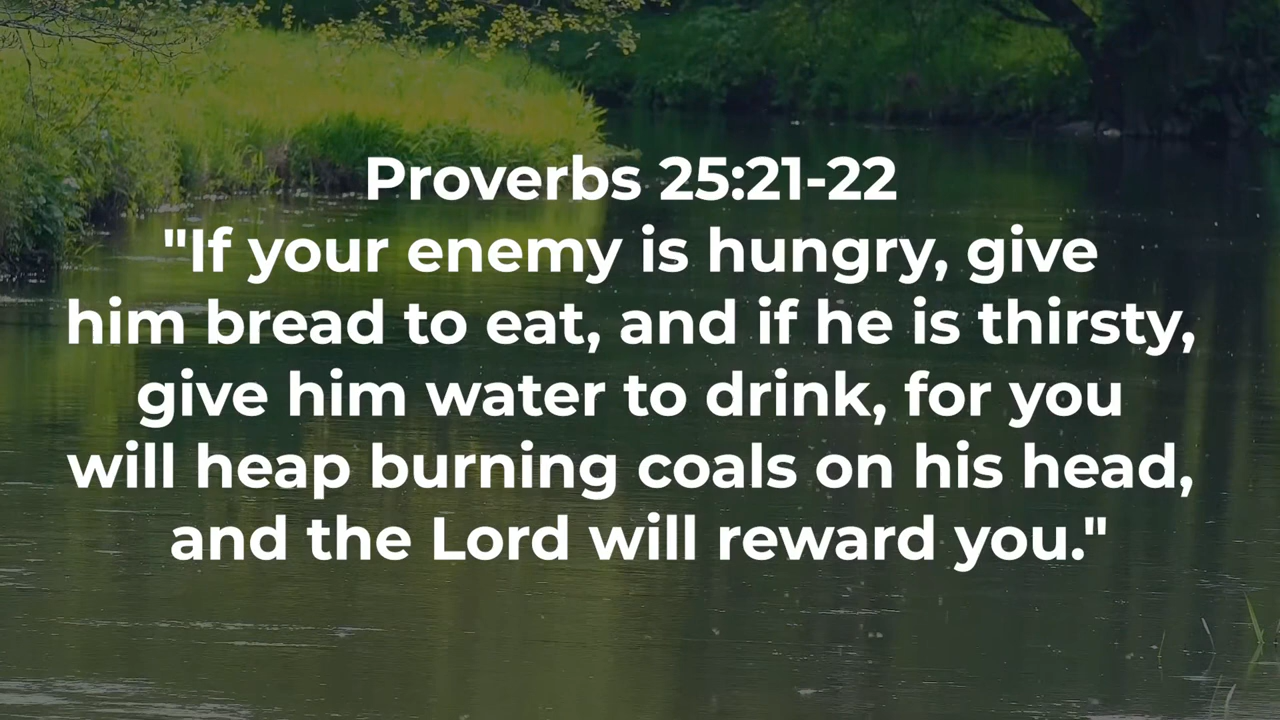 Proverbs 25:21-22
"If your enemy is hungry, give
him bread to eat, and if he is thirsty,
give him water to drink, for you
will heap burning coals on his head,
and the Lord will reward you."